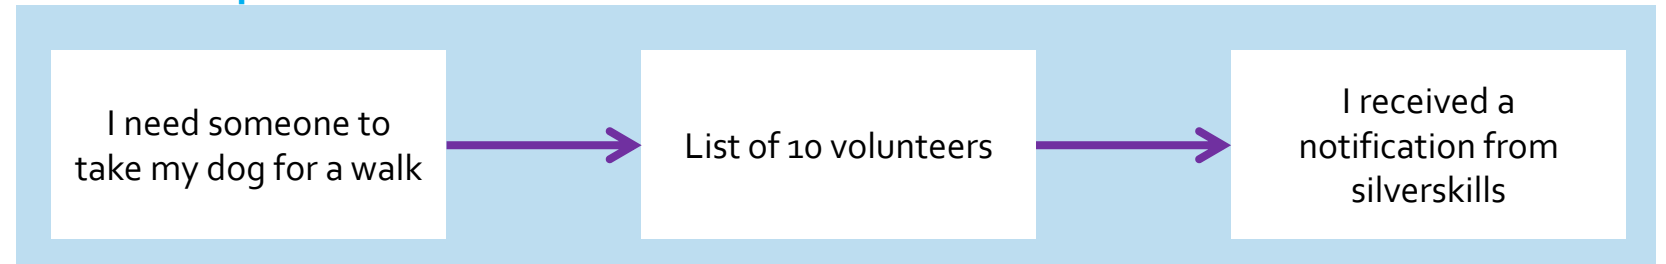 I need someone to
take my dog for a walk
List of 10 volunteers
I received a
notification from
silverskills